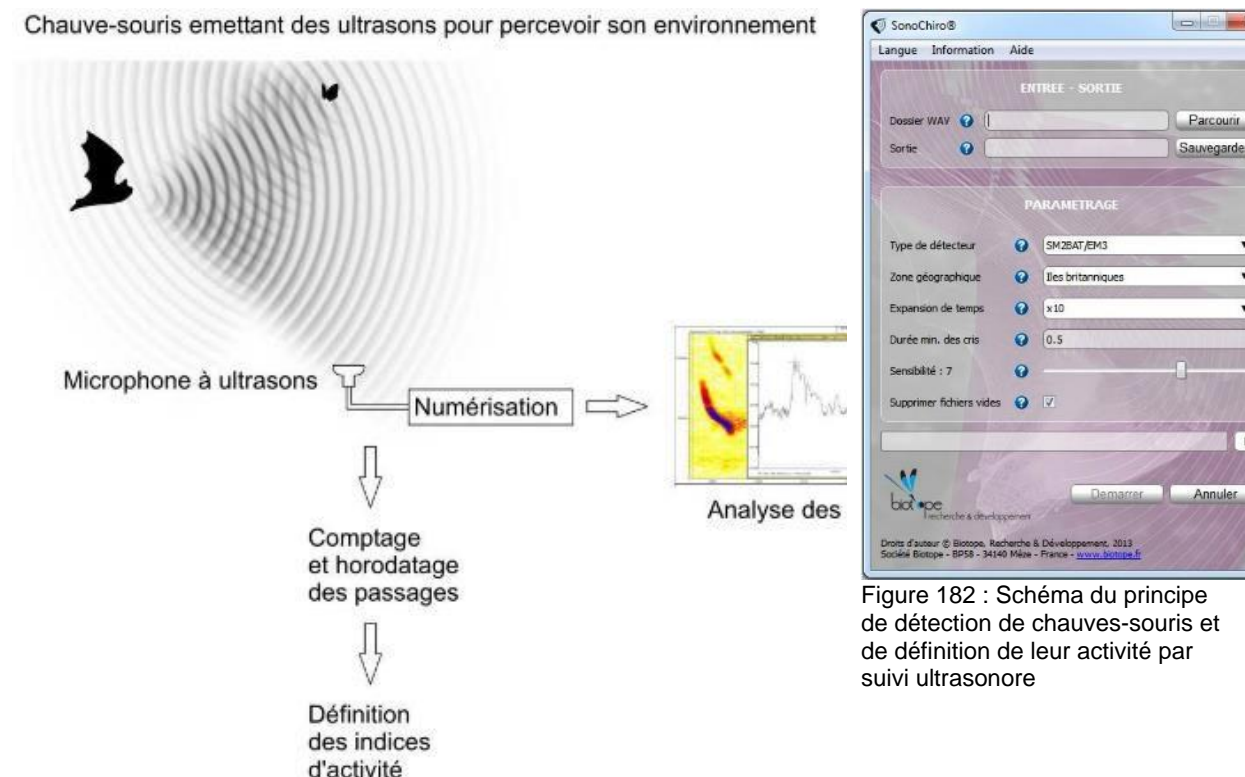 Chauve-souris emettant des ultrasons pour percevoir son environnement
Microphone à ultrasons
Numérisation
Analyse des
Comptage
et horodatage
des passages
Définition
des indices
d'activité
SonoChiro®
Langue Information Aide
ENTREE - SORTIE
Dossier WAV ? Parcourir
Sortie ? Sauvegarde
PARAMETRAGE
Type de détecteur ? SM2BAT/EM3
Zone géographique ? Iles britanniques
Expansion de temps ? x10
Durée min. des cris ? 0.5
Sensibilité : 7 ?
Supprimer fichiers vides ?
biotope
recherche & développement
Demarrer Annuler
Droits d'auteur © Biotope, Recherche & Développement, 2013
Société Biotope - BP58 - 34140 Mèze - France - www.biotope.fr
Figure 182 : Schéma du principe
de détection de chauves-souris et
de définition de leur activité par
suivi ultrasonore